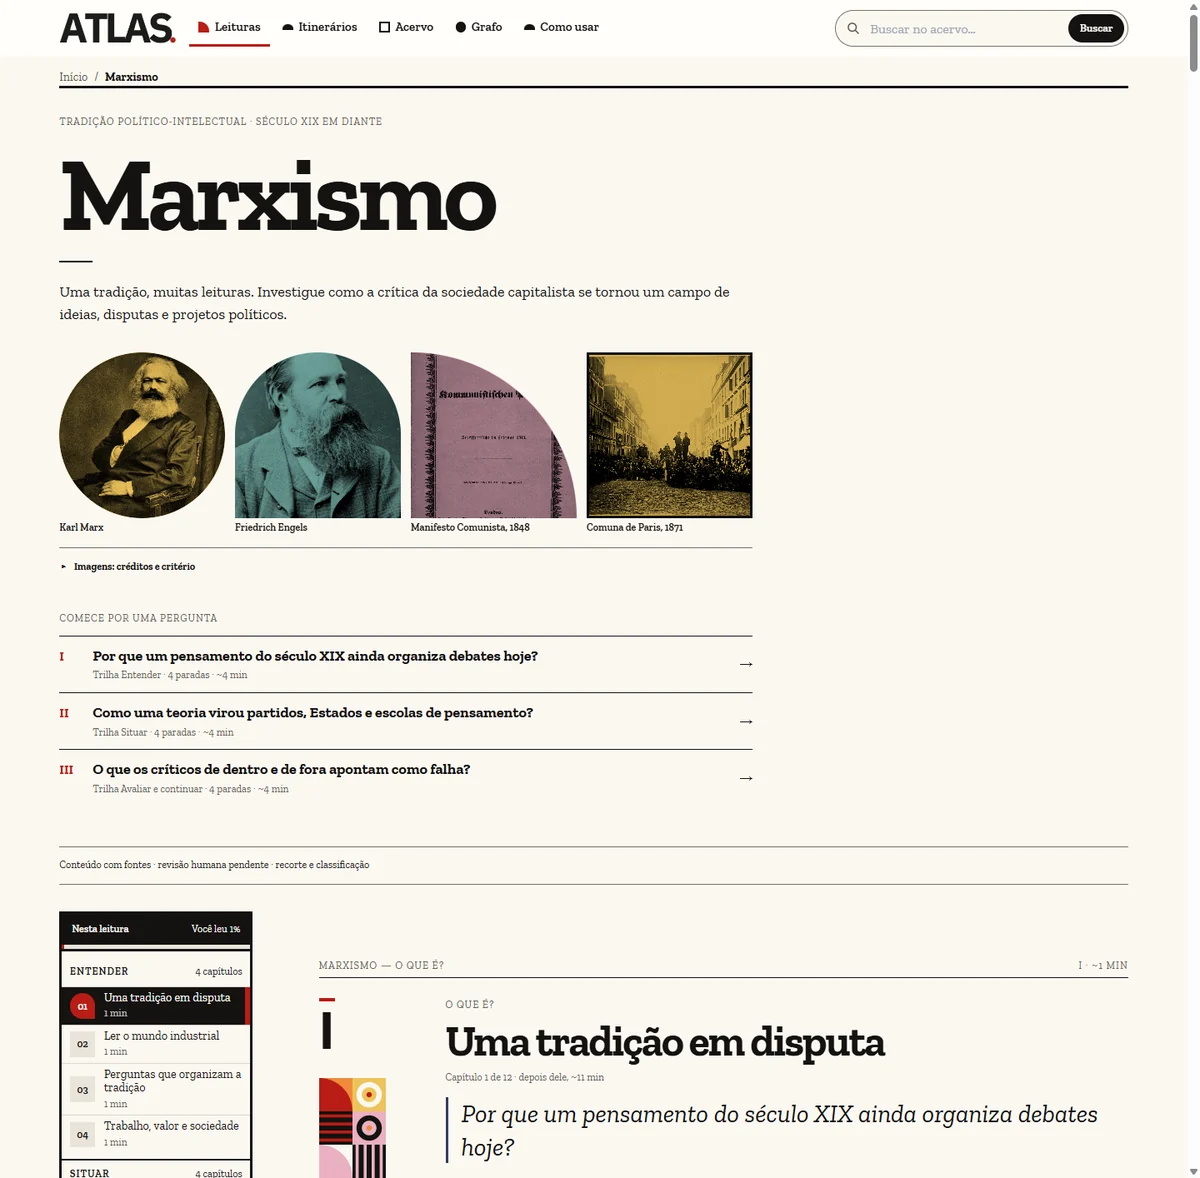 ATLAS.
Leituras
Itinerários
Acervo
Grafo
Como usar
Buscar no acervo...
Buscar
Início / Marxismo
TRADIÇÃO POLÍTICO-INTELECTUAL · SÉCULO XIX EM DIANTE
Marxismo
Uma tradição, muitas leituras. Investigue como a crítica da sociedade capitalista se tornou um campo de
ideias, disputas e projetos políticos.
Kommunistischen
Karl Marx
Friedrich Engels
Manifesto Comunista, 1848
Comuna de Paris, 1871
Imagens: créditos e critério
COMECE POR UMA PERGUNTA
I Por que um pensamento do século XIX ainda organiza debates hoje? →
Trilha Entender · 4 paradas · ~4 min
II Como uma teoria virou partidos, Estados e escolas de pensamento? →
Trilha Situar · 4 paradas · ~4 min
III O que os críticos de dentro e de fora apontam como falha? →
Trilha Avaliar e continuar · 4 paradas · ~4 min
Conteúdo com fontes · revisão humana pendente · recorte e classificação
Nesta leitura Você leu 1%
ENTENDER 4 capítulos
01 Uma tradição em disputa
1 min
02 Ler o mundo industrial
1 min
03 Perguntas que organizam a
tradição
1 min
04 Trabalho, valor e sociedade
1 min
SITUAR 4 capítulos
MARXISMO — O QUE É? I · ~1 MIN
I
O QUE É?
Uma tradição em disputa
Capítulo 1 de 12 · depois dele, ~11 min
Por que um pensamento do século XIX ainda organiza debates
hoje?